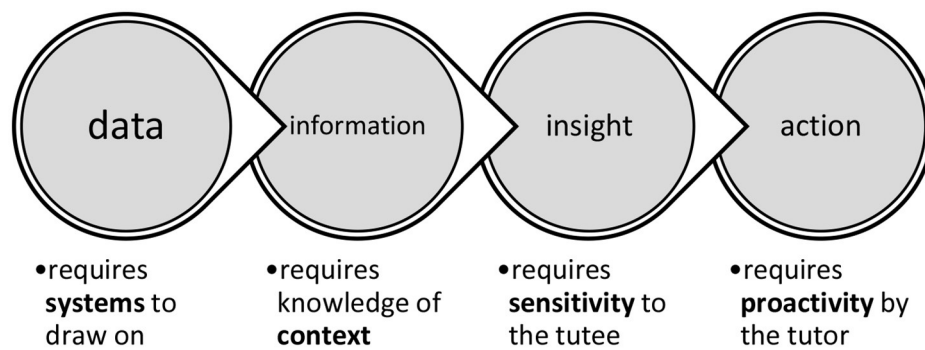 data
information
insight
action
•requires
systems to
draw on
•requires
knowledge of
context
•requires
sensitivity to
the tutee
•requires
proactivity by
the tutor